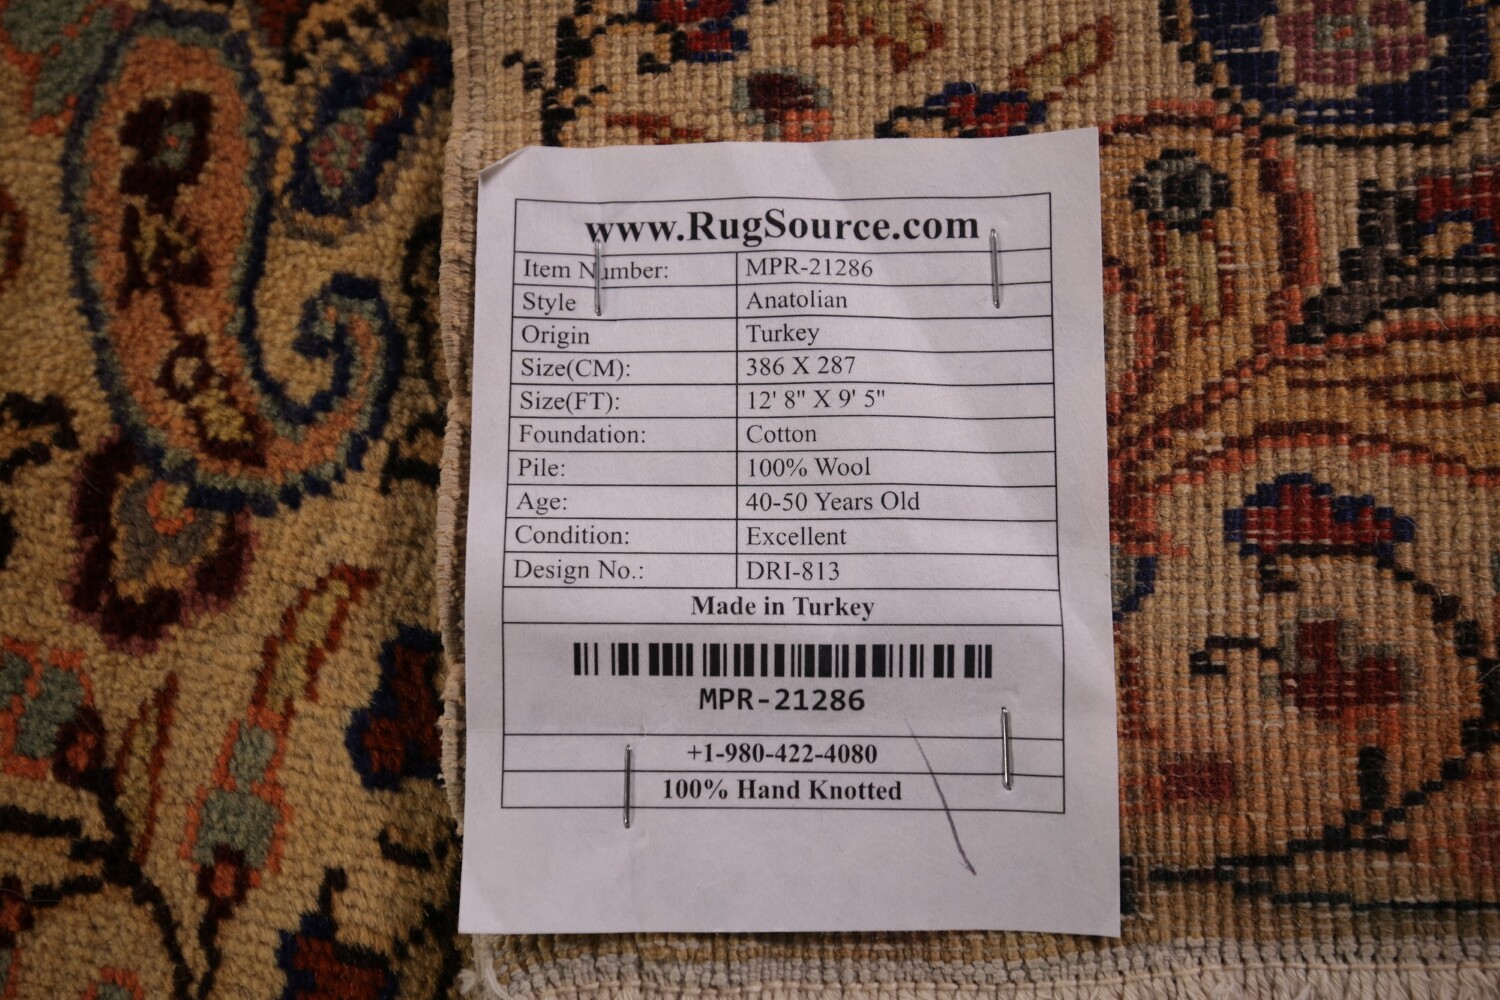 www.RugSource.com
Item Number: MPR-21286
Style Anatolian
Origin Turkey
Size(CM): 386 X 287
Size(FT): 12' 8" X 9' 5"
Foundation: Cotton
Pile: 100% Wool
Age: 40-50 Years Old
Condition: Excellent
Design No.: DRI-813
Made in Turkey
MPR-21286
+1-980-422-4080
100% Hand Knotted